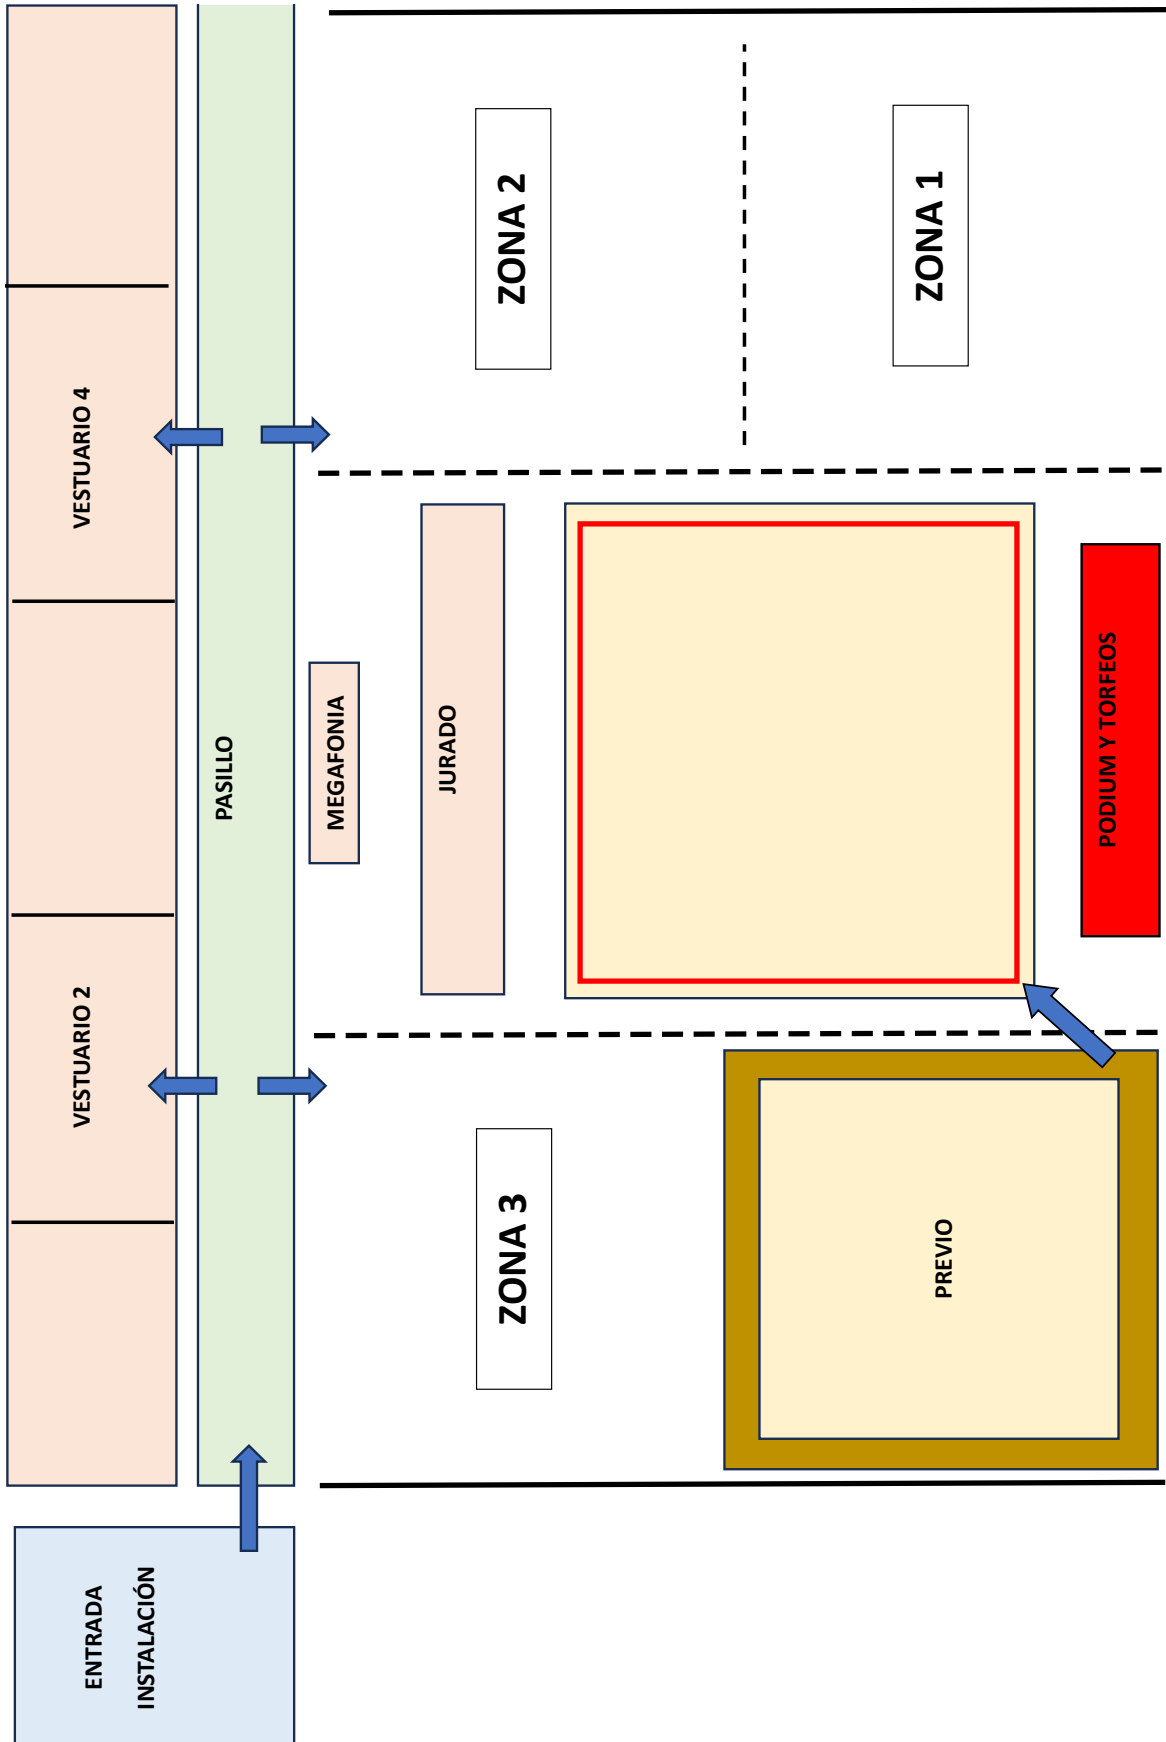 ENTRADA
INSTALACIÓN
VESTUARIO 2
VESTUARIO 4
PASILLO
MEGAFONIA
JURADO
ZONA 3
ZONA 2
PREVIO
ZONA 1
PODIUM Y TORFEOS